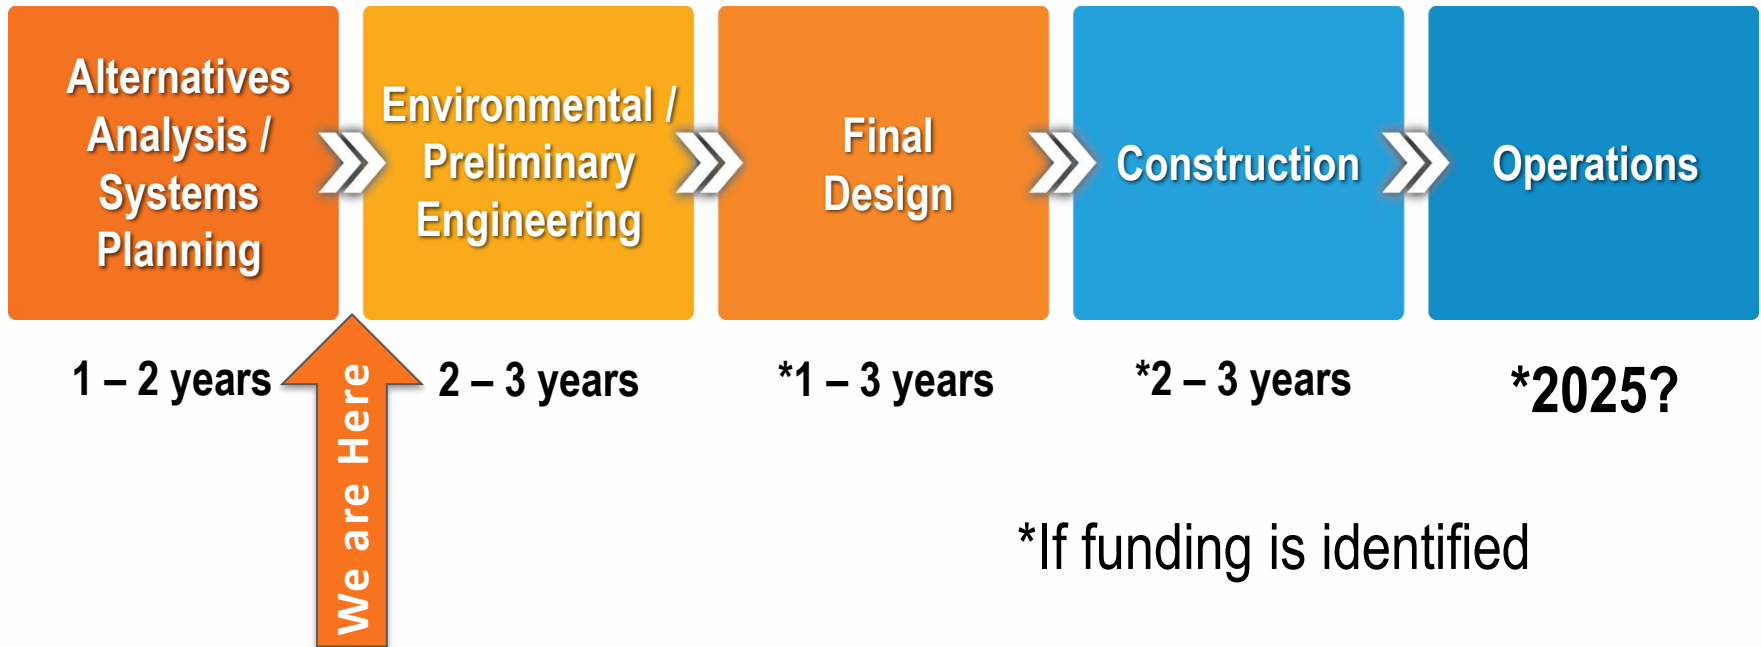 Alternatives
Analysis /
Systems
Planning
Environmental /
Preliminary
Engineering
Final
Design
Construction
Operations
1 – 2 years
2 – 3 years
*1 – 3 years
*2 – 3 years
*2025?
We are Here
*If funding is identified